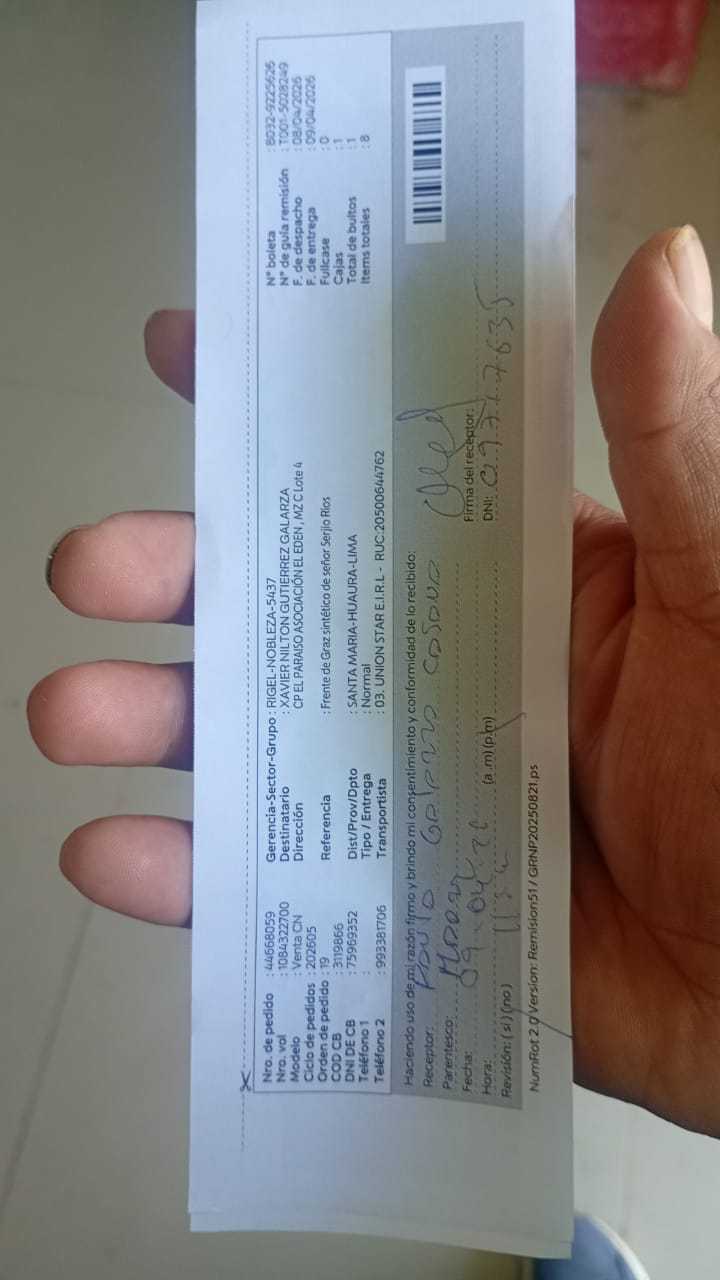 Nro. de pedido : 44668059
Nro. vol : 1084322700
Modelo : Venta CN
Ciclo de pedidos : 202605
Orden de pedido : 19
COD CB : 3119866
DNI DE CB : 75969352
Teléfono 1 :
Teléfono 2 : 993381706
Gerencia-Sector-Grupo : RIGEL-NOBLEZA-5437
Destinatario : XAVIER NILTON GUTIERREZ GALARZA
Dirección CP EL PARAISO ASOCIACIÓN EL EDEN , MZ C Lote 4
Referencia : Frente de Graz sintético de señor Serjio Rios
Dist/Prov/Dpto : SANTA MARIA-HUAURA-LIMA
Tipo / Entrega : Normal
Transportista : 03. UNION STAR E.I.R.L - RUC:20500644762
N° boleta : B032-9225626
N° de guía remisión : T001-5028249
F. de despacho : 08/04/2026
F. de entrega : 09/04/2026
Fullcase : 0
Cajas : 1
Total de bultos : 1
Items totales : 8
Haciendo uso de mi razón firmo y brindo mi consentimiento y conformidad de lo recibido:
Receptor:
Parentesco:
Fecha: 09-04-26
Hora: (a .m) (p.m)
Revisión: ( si ) (no )
Firma del receptor:
DNI:
NumRot 2.0 Version: Remision51 / GRNP20250821.ps